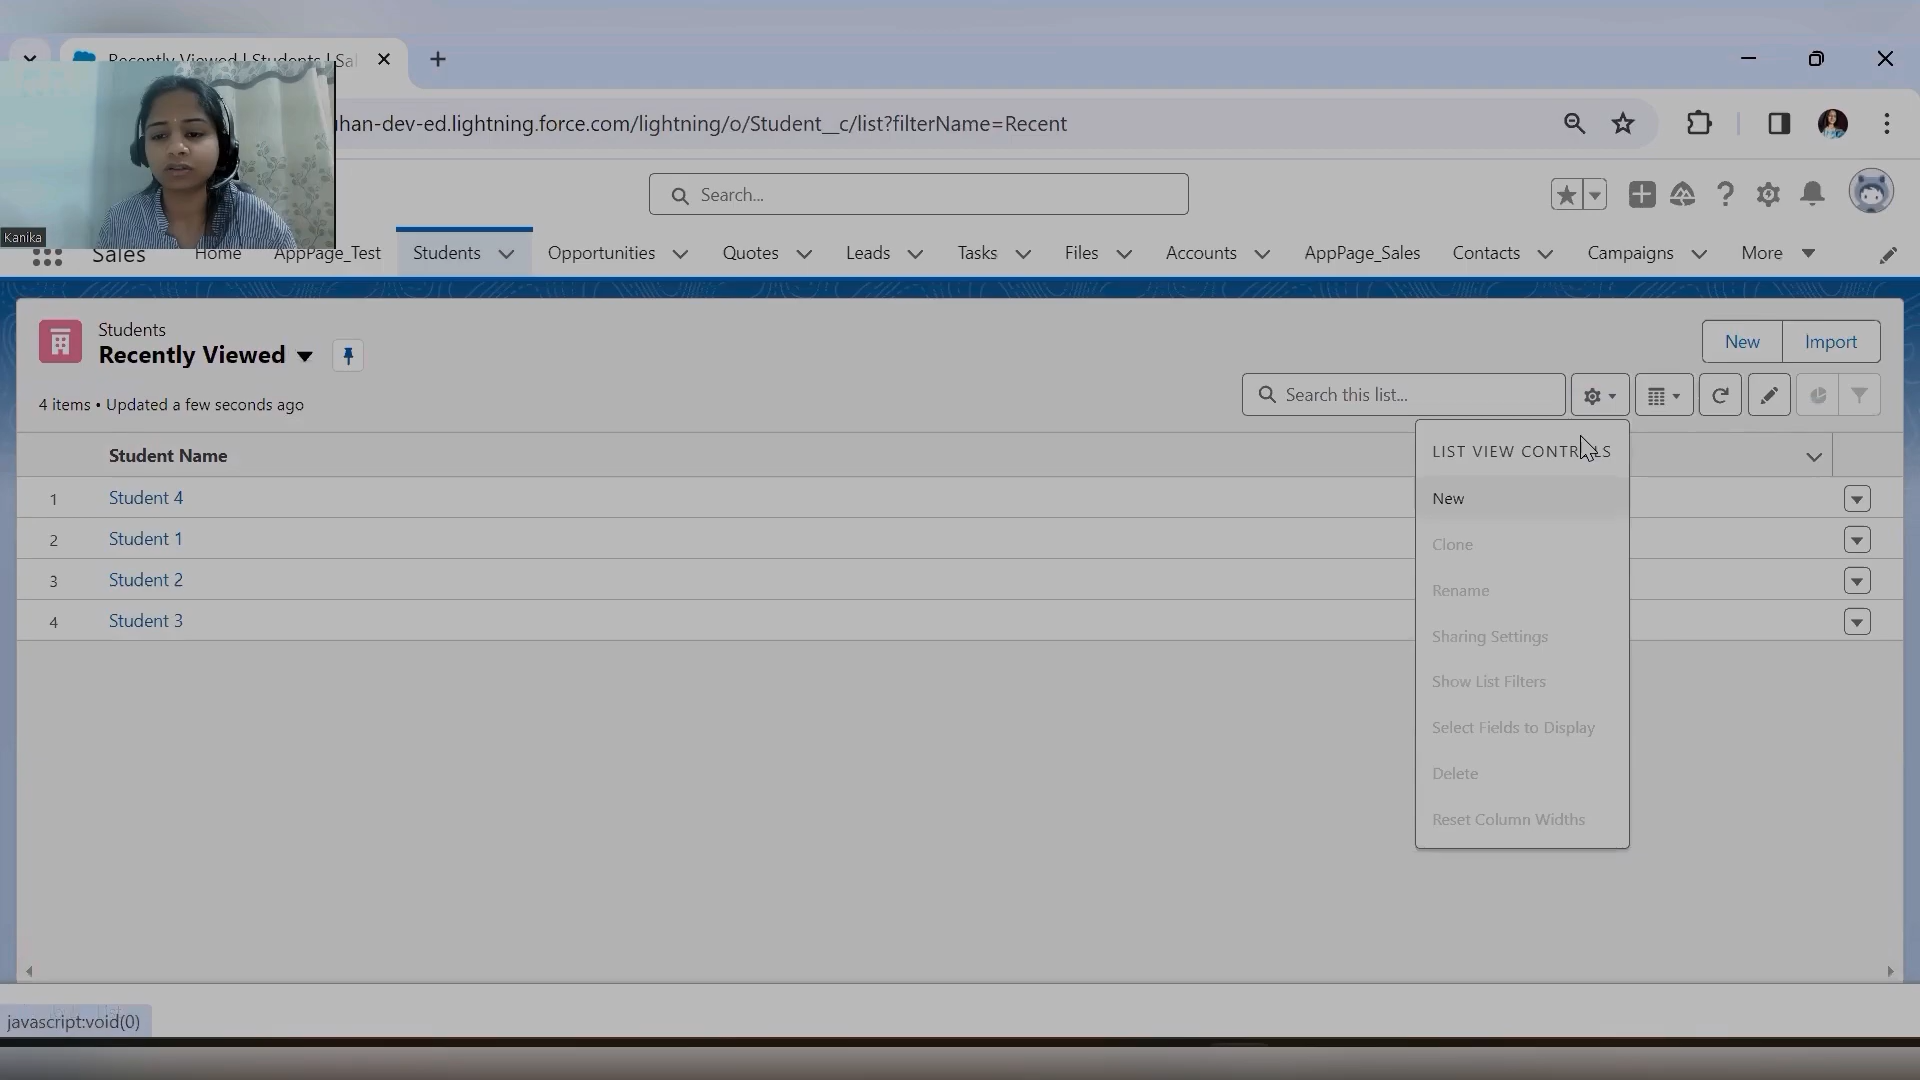 Recently Viewed | Students | Sal
han-dev-ed.lightning.force.com/lightning/o/Student__c/list?filterName=Recent
Kanika
Search...
Sales
Home
AppPage_Test
Students
Opportunities
Quotes
Leads
Tasks
Files
Accounts
AppPage_Sales
Contacts
Campaigns
More
Students
Recently Viewed
New
Import
4 items • Updated a few seconds ago
Search this list...
Student Name
1 Student 4
2 Student 1
3 Student 2
4 Student 3
LIST VIEW CONTROLS
New
Clone
Rename
Sharing Settings
Show List Filters
Select Fields to Display
Delete
Reset Column Widths
javascript:void(0)